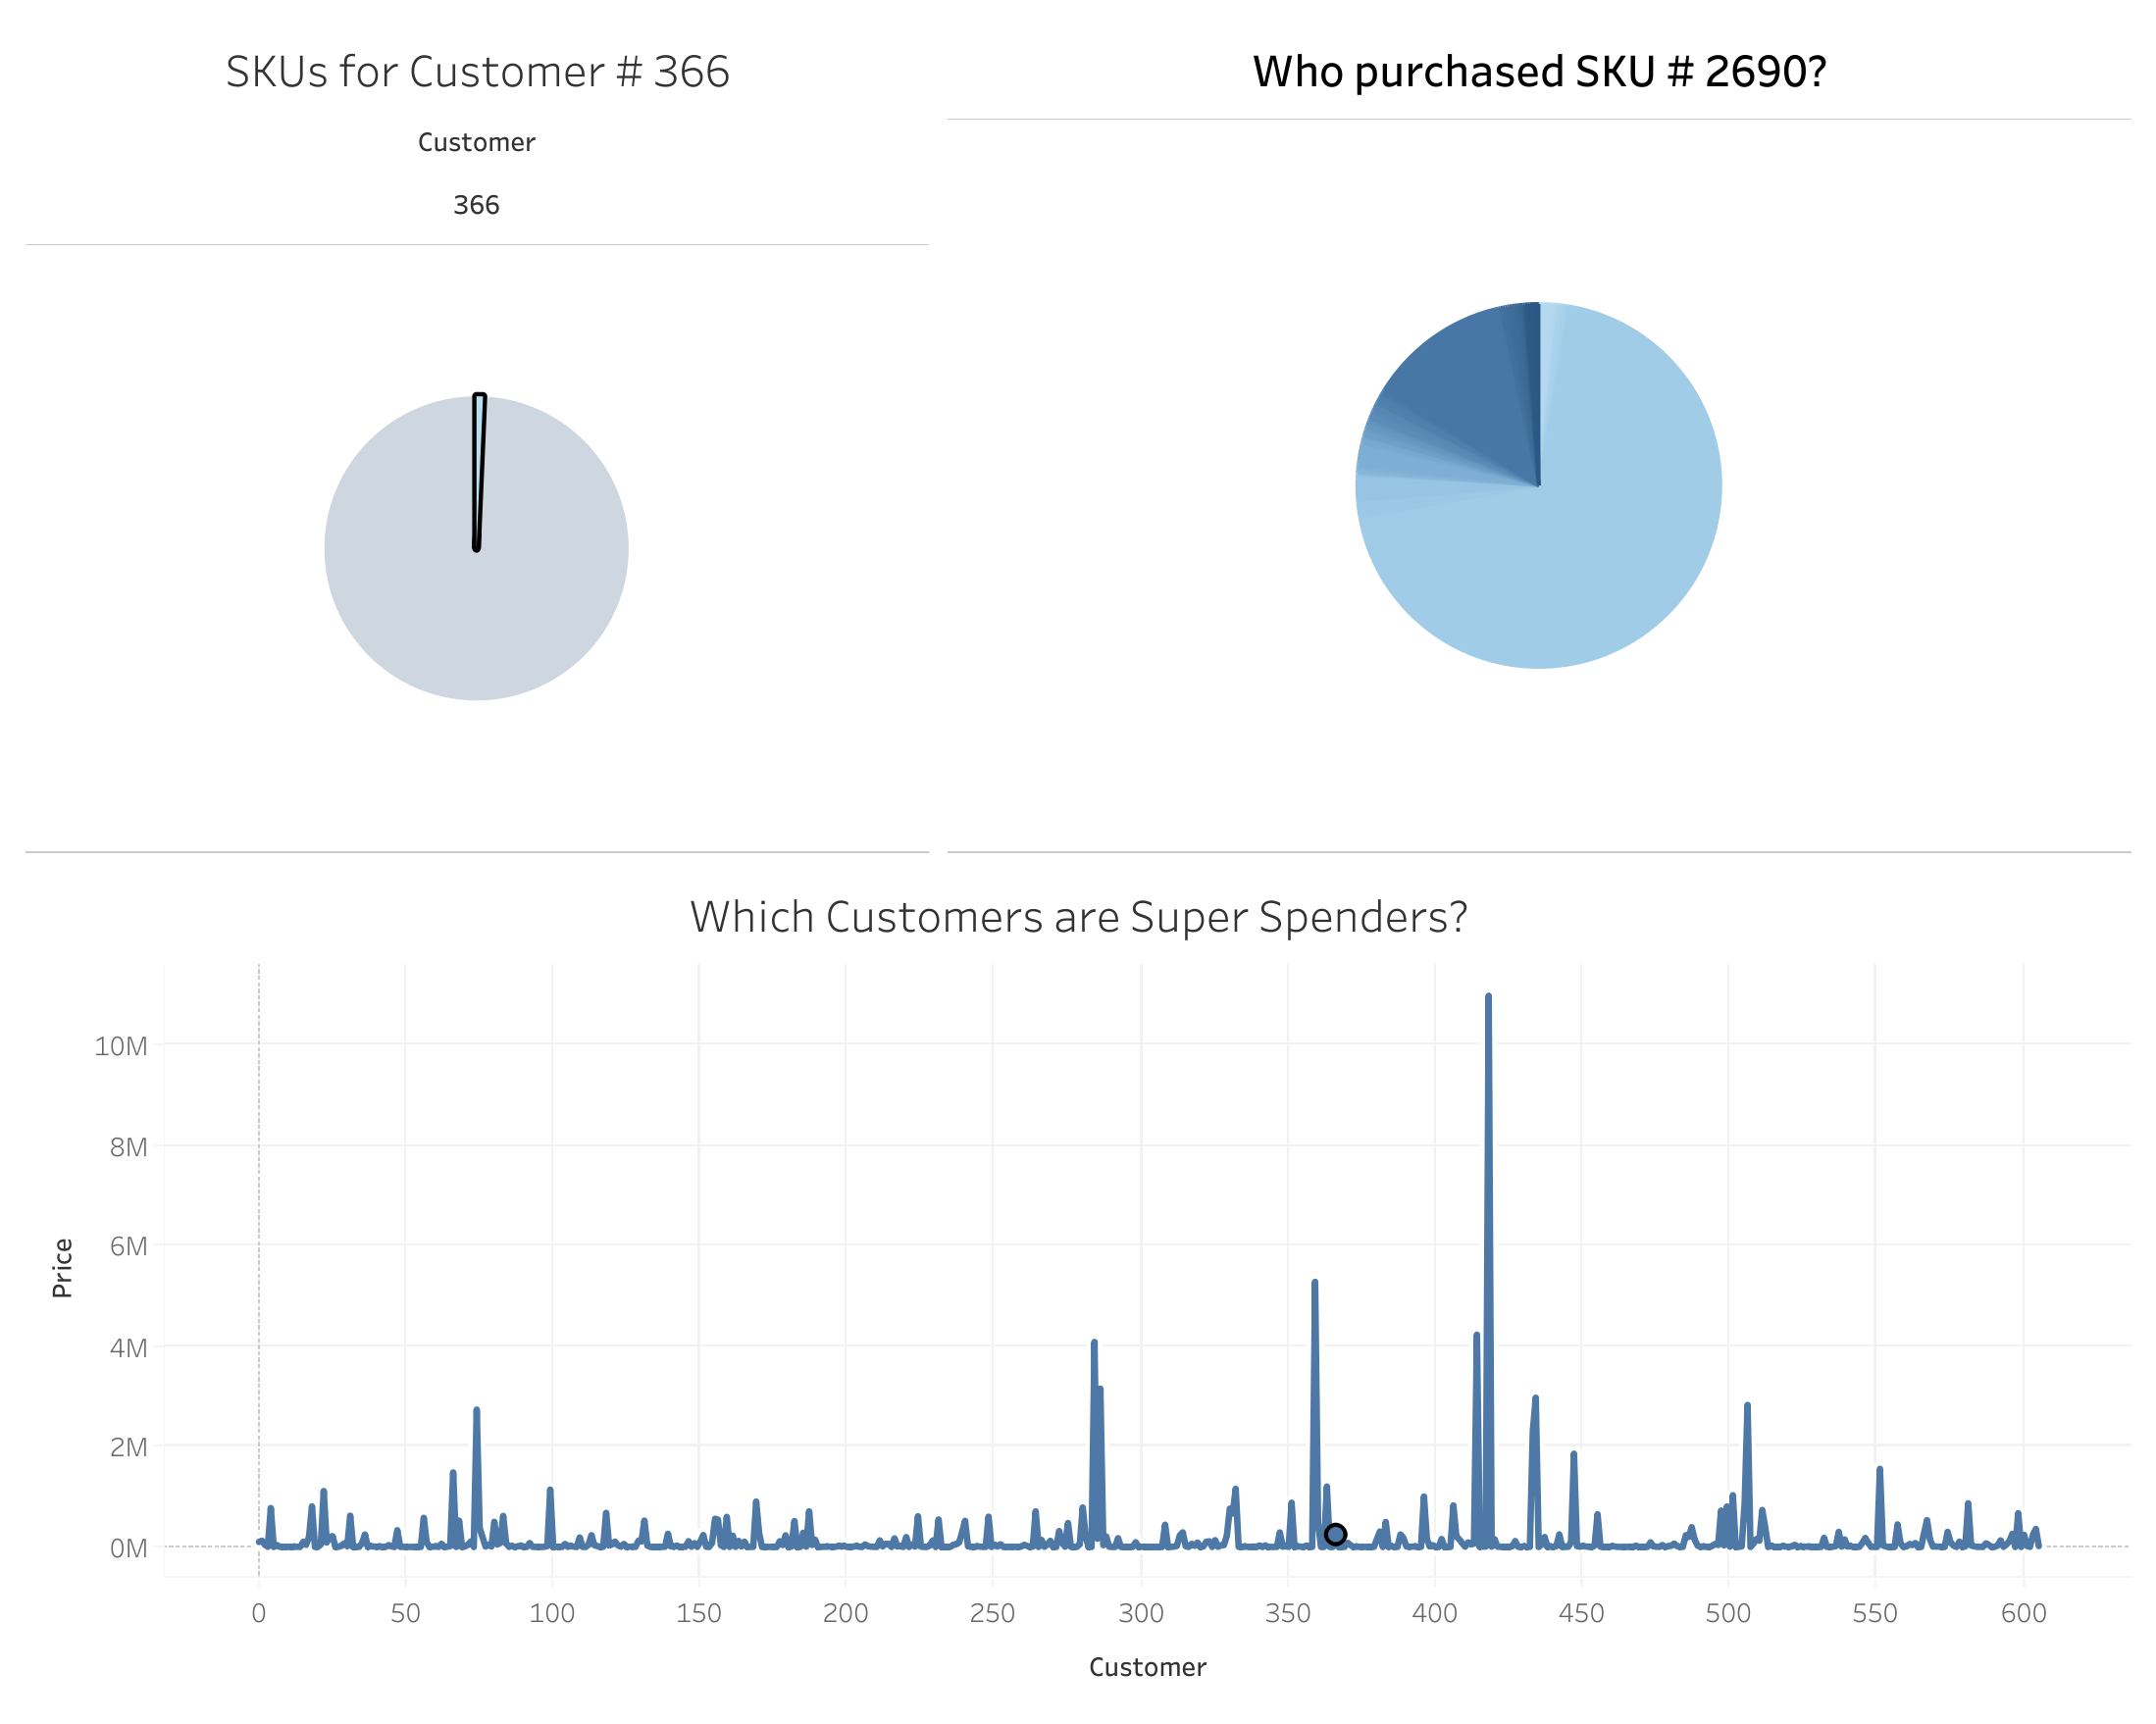 SKUs for Customer # 366
Customer
366
Who purchased SKU # 2690?
Which Customers are Super Spenders?
Price
10M
8M
6M
4M
2M
0M
0 50 100 150 200 250 300 350 400 450 500 550 600
Customer